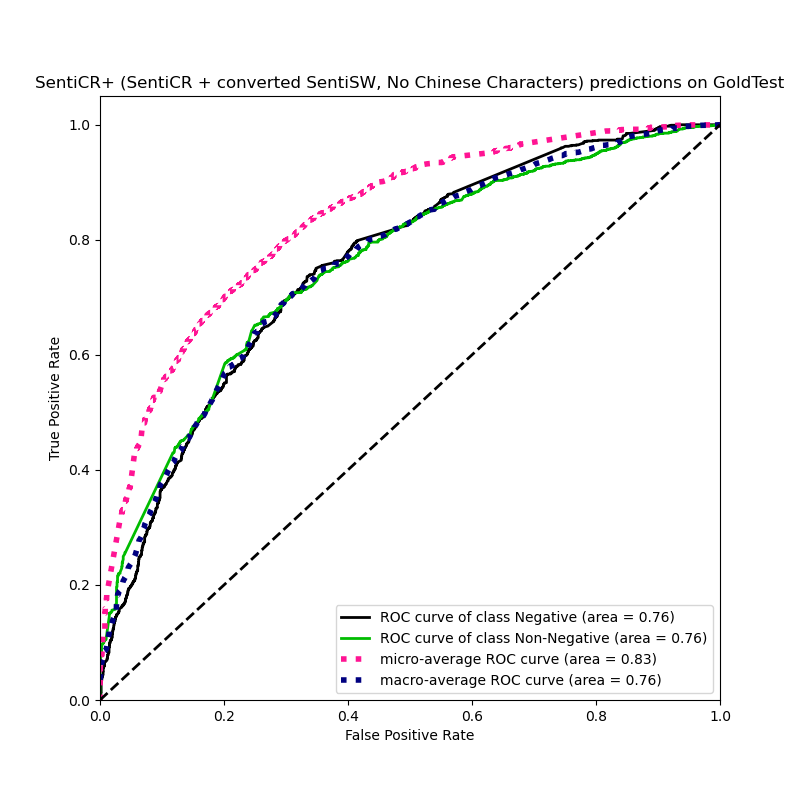 SentiCR+ (SentiCR + converted SentiSW, No Chinese Characters) predictions on GoldTest
True Positive Rate
1.0
0.8
0.6
0.4
0.2
0.0
ROC curve of class Negative (area = 0.76)
ROC curve of class Non-Negative (area = 0.76)
micro-average ROC curve (area = 0.83)
macro-average ROC curve (area = 0.76)
0.0 0.2 0.4 0.6 0.8 1.0
False Positive Rate